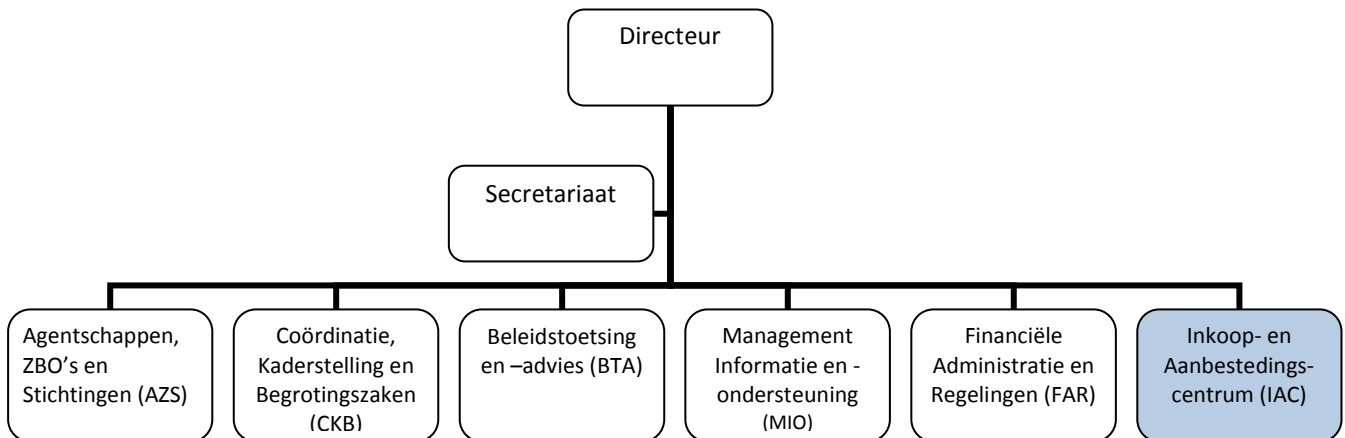 Directeur
Secretariaat
Agentschappen,
ZBO's en
Stichtingen (AZS)
Coördinatie,
Kaderstelling en
Begrotingszaken
(CKB)
Beleidstoetsing
en –advies (BTA)
Management
Informatie en -
ondersteuning
(MIO)
Financiële
Administratie en
Regelingen (FAR)
Inkoop- en
Aanbestedings-
centrum (IAC)